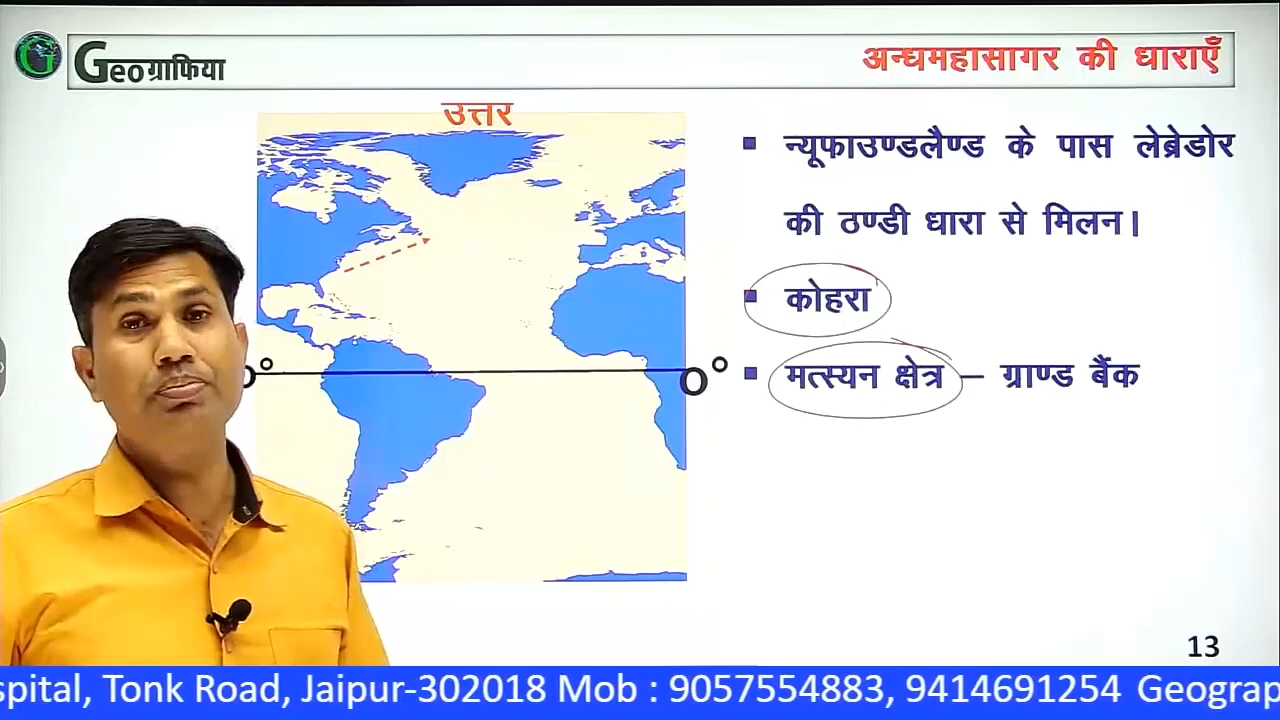 Geoग्राफिया
अन्धमहासागर की धाराएँ
उत्तर
न्यूफाउण्डलैण्ड के पास लेब्रेडोर
की ठण्डी धारा से मिलन।
कोहरा
मत्स्यन क्षेत्र – ग्राण्ड बैंक
0°
0°
13
spital, Tonk Road, Jaipur-302018 Mob : 9057554883, 9414691254 Geograp